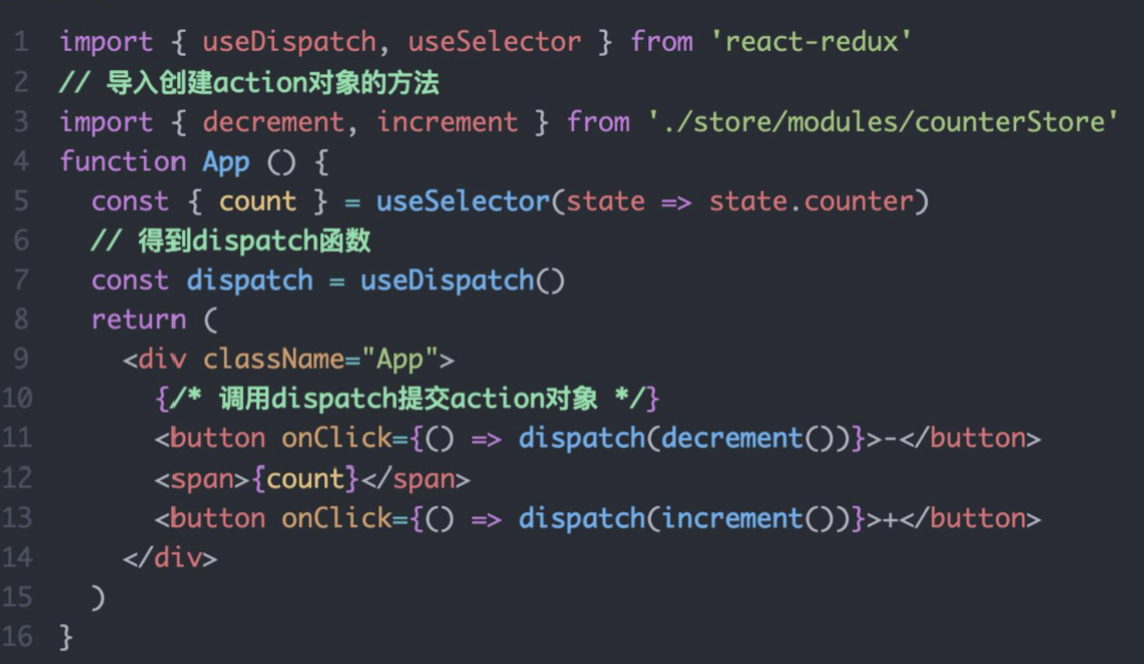 1 import { useDispatch, useSelector } from 'react-redux'
2 // 导入创建action对象的方法
3 import { decrement, increment } from './store/modules/counterStore'
4 function App () {
5   const { count } = useSelector(state => state.counter)
6   // 得到dispatch函数
7   const dispatch = useDispatch()
8   return (
9     <div className="App">
10       {/* 调用dispatch提交action对象 */}
11       <button onClick={() => dispatch(decrement())}>-</button>
12       <span>{count}</span>
13       <button onClick={() => dispatch(increment())}>+</button>
14     </div>
15   )
16 }